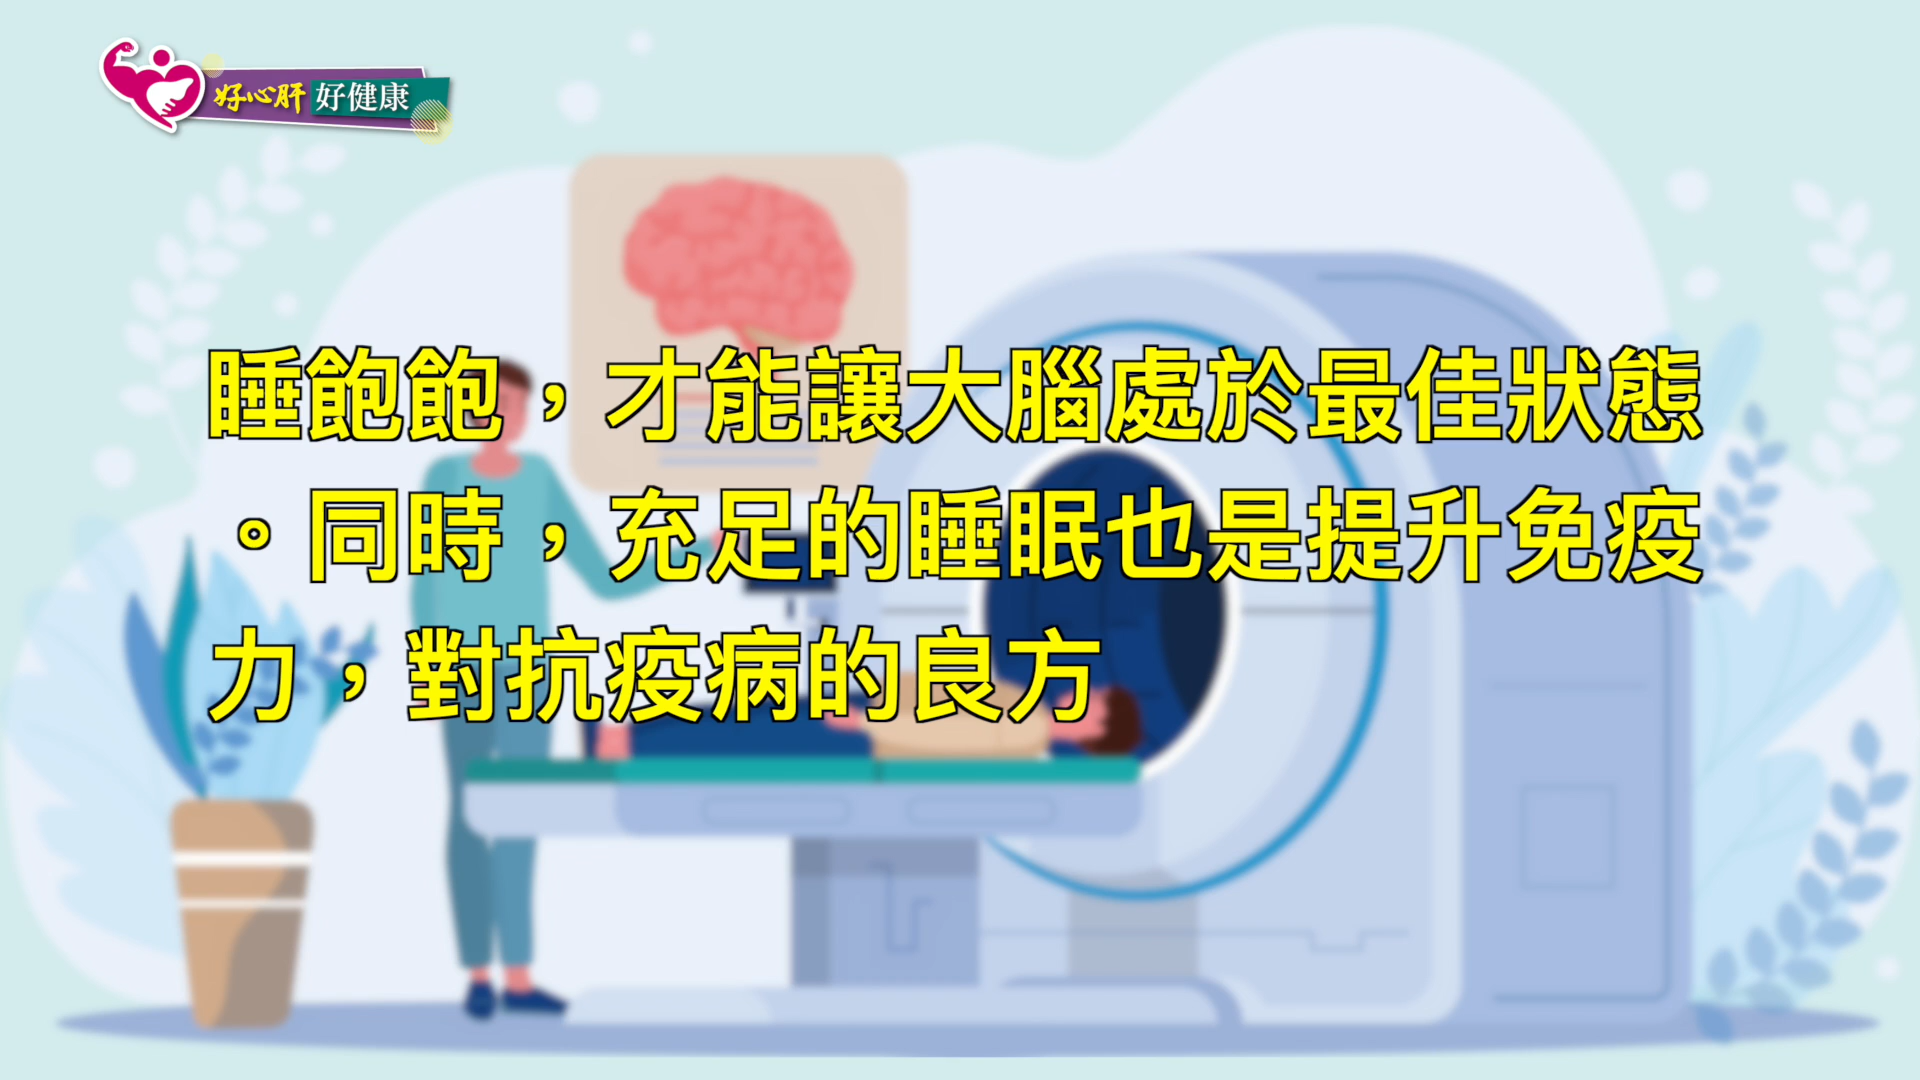 好心肝 好健康
睡飽飽，才能讓大腦處於最佳狀態
。同時，充足的睡眠也是提升免疫
力，對抗疫病的良方